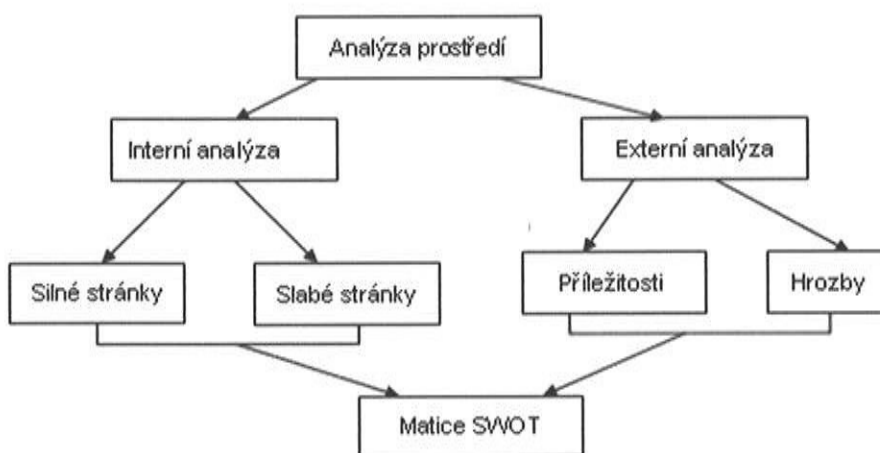 Analýza prostředí
Interní analýza
Externí analýza
Silné stránky
Slabé stránky
Příležitosti
Hrozby
Matice SWOT